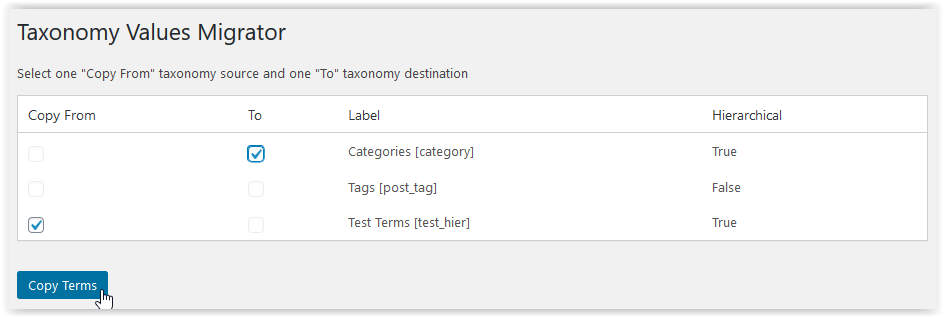 Taxonomy Values Migrator
Select one "Copy From" taxonomy source and one "To" taxonomy destination
Copy From To Label Hierarchical
Categories [category] True
Tags [post_tag] False
Test Terms [test_hier] True
Copy Terms